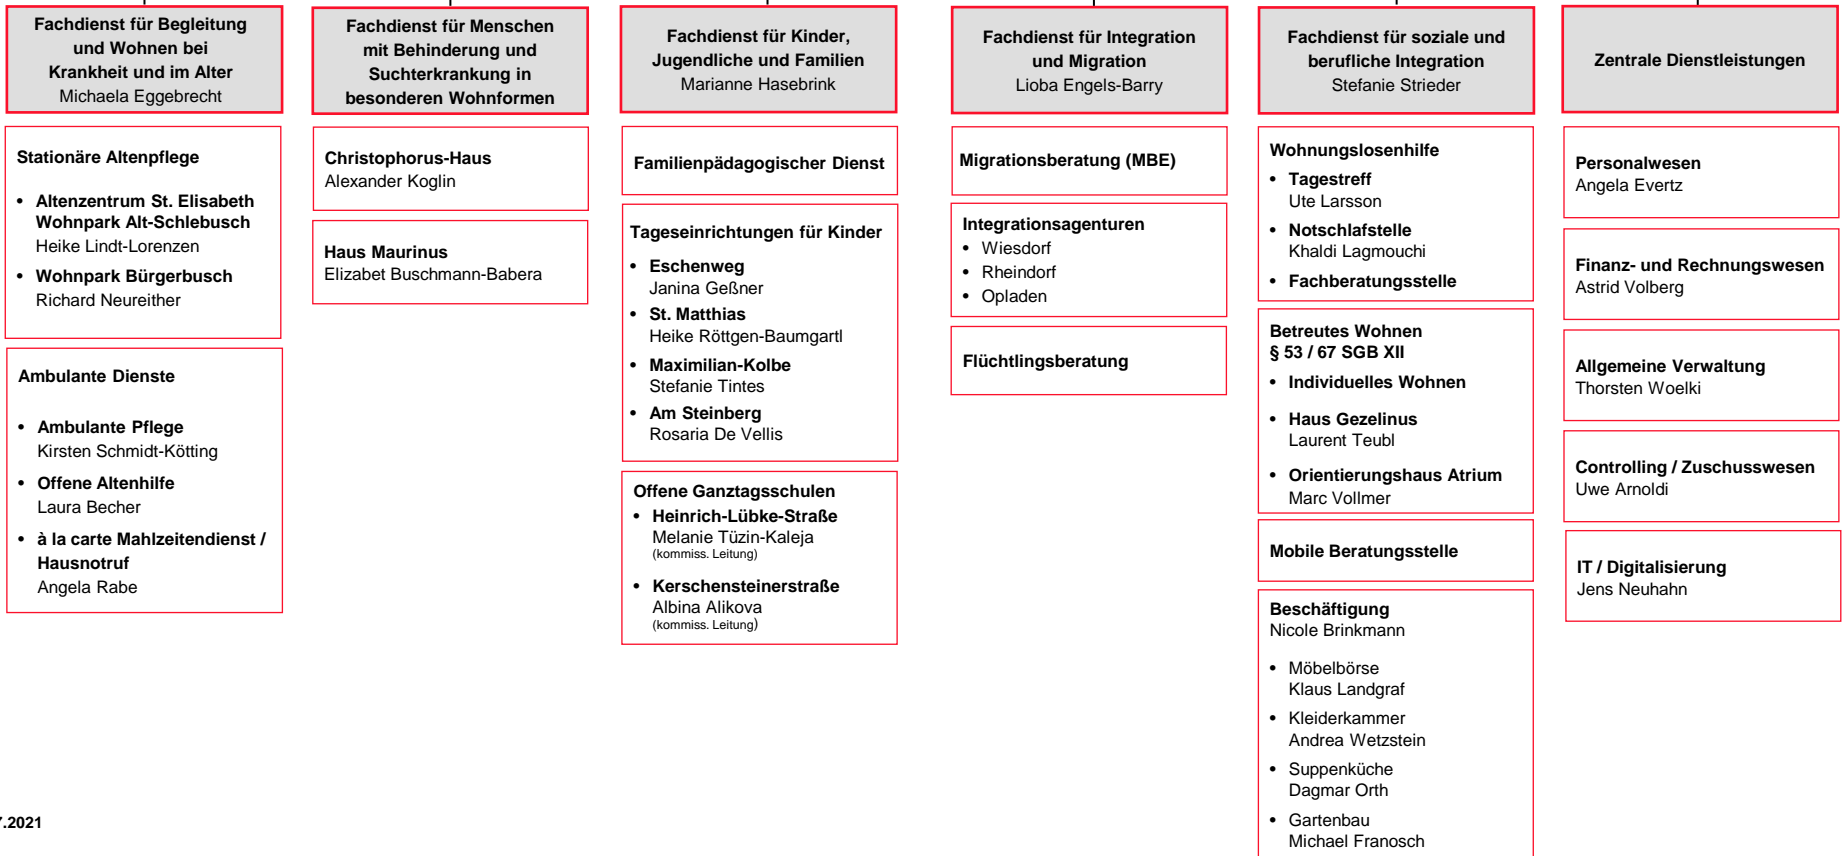 Fachdienst für Begleitung
und Wohnen bei
Krankheit und im Alter
Michaela Eggebrecht
Stationäre Altenpflege
• Altenzentrum St. Elisabeth
Wohnpark Alt-Schlebusch
Heike Lindt-Lorenzen
• Wohnpark Bürgerbusch
Richard Neureither
Ambulante Dienste
• Ambulante Pflege
Kirsten Schmidt-Kötting
• Offene Altenhilfe
Laura Becher
• à la carte Mahlzeitendienst /
Hausnotruf
Angela Rabe
Fachdienst für Menschen
mit Behinderung und
Suchterkrankung in
besonderen Wohnformen
Christophorus-Haus
Alexander Koglin
Haus Maurinus
Elizabet Buschmann-Babera
Fachdienst für Kinder,
Jugendliche und Familien
Marianne Hasebrink
Familienpädagogischer Dienst
Tageseinrichtungen für Kinder
• Eschenweg
Janina Geßner
• St. Matthias
Heike Röttgen-Baumgartl
• Maximilian-Kolbe
Stefanie Tintes
• Am Steinberg
Rosaria De Vellis
Offene Ganztagsschulen
• Heinrich-Lübke-Straße
Melanie Tüzin-Kaleja
(kommiss. Leitung)
• Kerschensteinerstraße
Albina Alikova
(kommiss. Leitung)
Fachdienst für Integration
und Migration
Lioba Engels-Barry
Migrationsberatung (MBE)
Integrationsagenturen
• Wiesdorf
• Rheindorf
• Opladen
Flüchtlingsberatung
Fachdienst für soziale und
berufliche Integration
Stefanie Strieder
Wohnungslosenhilfe
• Tagestreff
Ute Larsson
• Notschlafstelle
Khaldi Lagmouchi
• Fachberatungsstelle
Betreutes Wohnen
§ 53 / 67 SGB XII
• Individuelles Wohnen
• Haus Gezelinus
Laurent Teubl
• Orientierungshaus Atrium
Marc Vollmer
Mobile Beratungsstelle
Beschäftigung
Nicole Brinkmann
• Möbelbörse
Klaus Landgraf
• Kleiderkammer
Andrea Wetzstein
• Suppenküche
Dagmar Orth
• Gartenbau
Michael Franosch
Zentrale Dienstleistungen
Personalwesen
Angela Evertz
Finanz- und Rechnungswesen
Astrid Volberg
Allgemeine Verwaltung
Thorsten Woelki
Controlling / Zuschusswesen
Uwe Arnoldi
IT / Digitalisierung
Jens Neuhahn
.2021